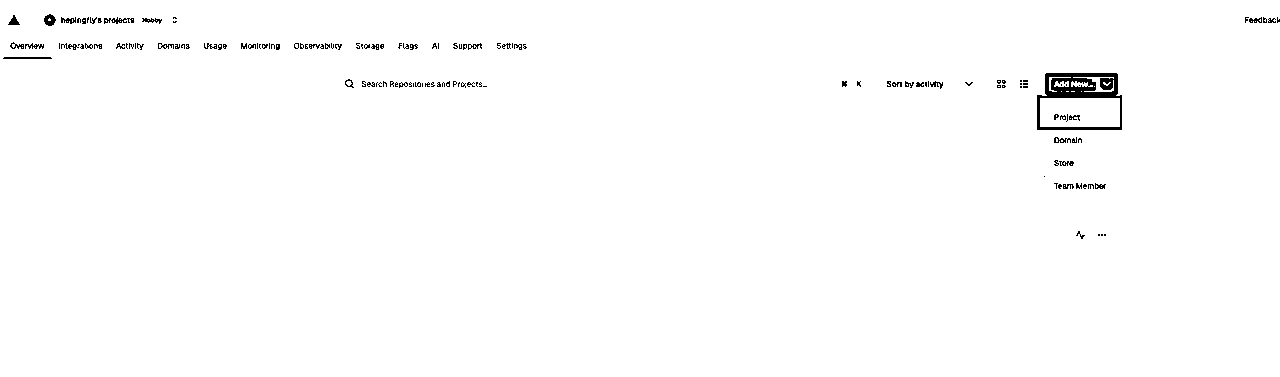 hepingfly's projects Hobby
Feedback
Overview Integrations Activity Domains Usage Monitoring Observability Storage Flags AI Support Settings
Search Repositories and Projects...
⌘ K
Sort by activity
Add New...
Project
Domain
Store
Team Member